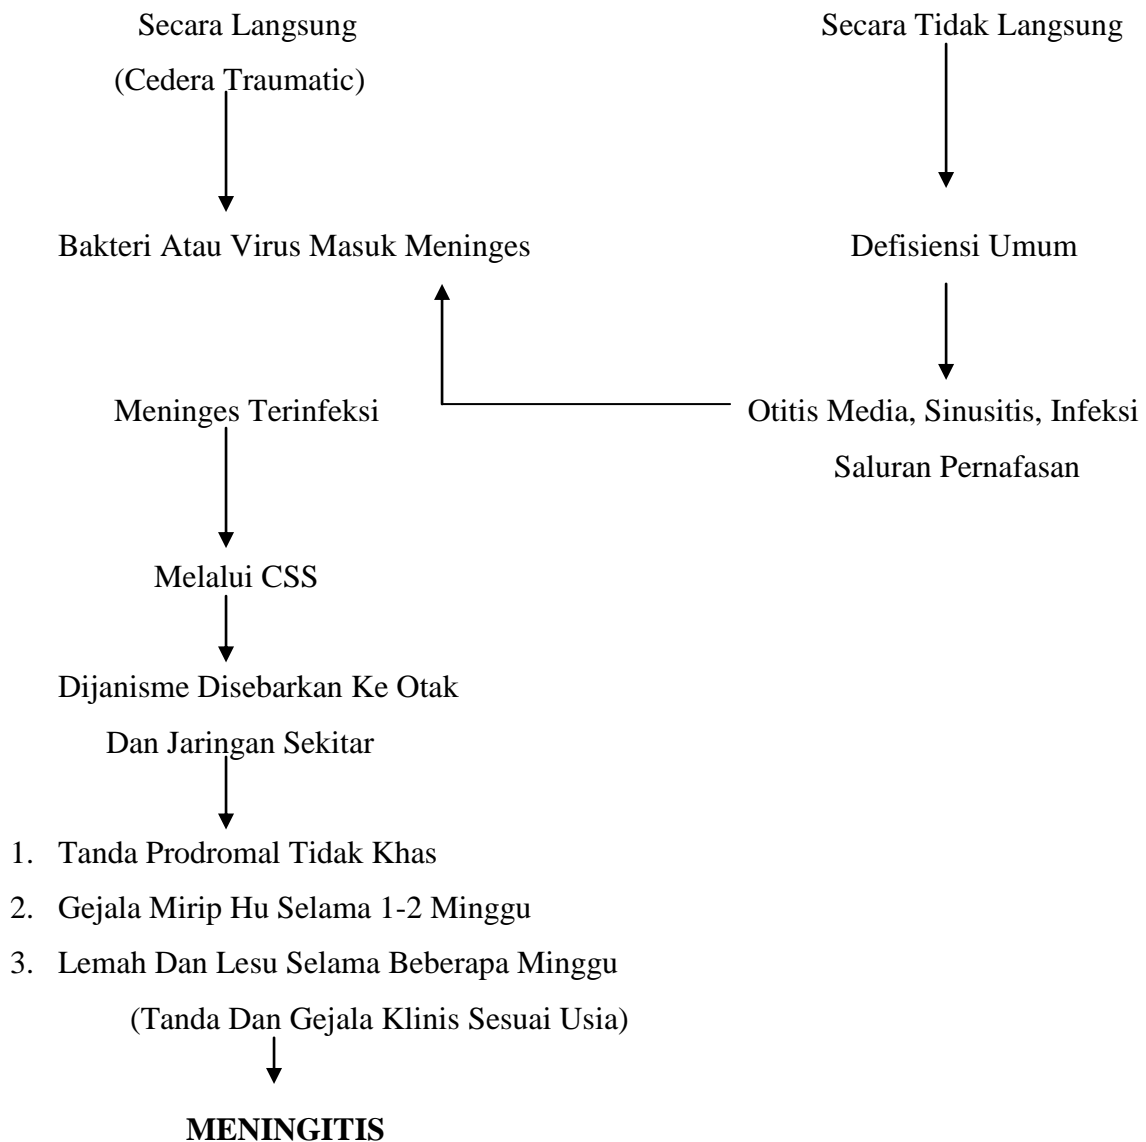 Secara Langsung
(Cedera Traumatic)
Secara Tidak Langsung
Bakteri Atau Virus Masuk Meninges
Defisiensi Umum
Meninges Terinfeksi
Otitis Media, Sinusitis, Infeksi
Saluran Pernafasan
Melalui CSS
Dijanisme Disebarkan Ke Otak
Dan Jaringan Sekitar
1. Tanda Prodromal Tidak Khas
2. Gejala Mirip Hu Selama 1-2 Minggu
3. Lemah Dan Lesu Selama Beberapa Minggu
(Tanda Dan Gejala Klinis Sesuai Usia)
MENINGITIS